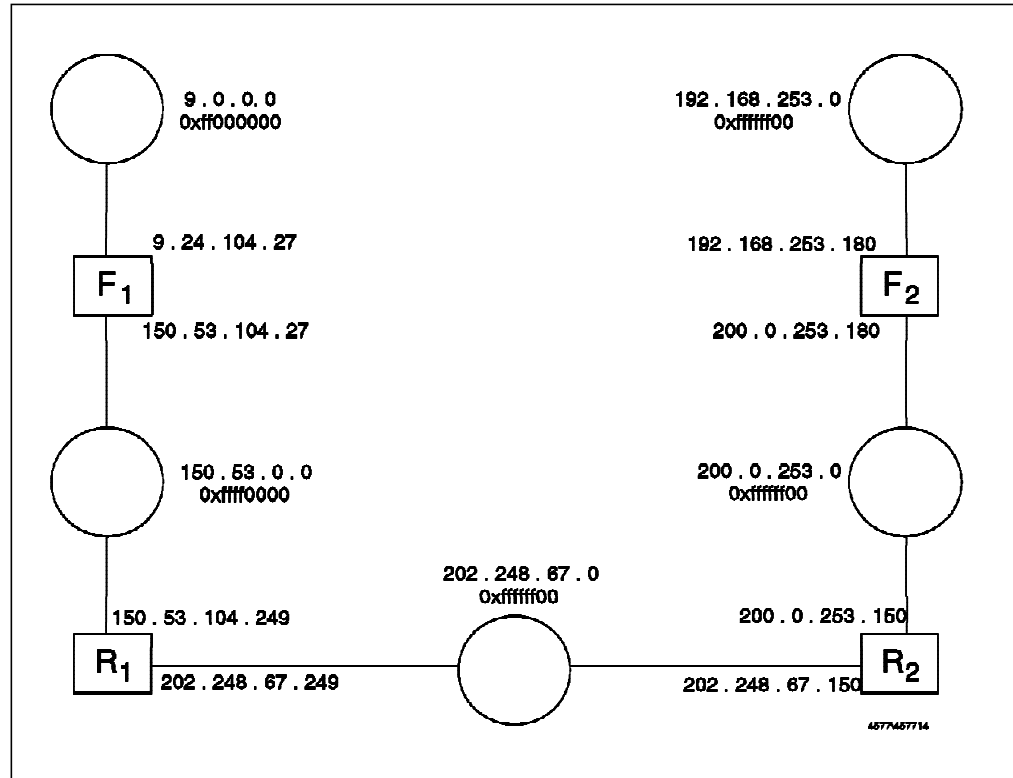 9 . 0 . 0 . 0
0xff000000
192 . 168 . 253 . 0
0xffffff00
9 . 24 . 104 . 27
192 . 168 . 253 . 180
F1
F2
150 . 53 . 104 . 27
200 . 0 . 253 . 180
150 . 53 . 0 . 0
0xffff0000
200 . 0 . 253 . 0
0xffffff00
202 . 248 . 67 . 0
0xffffff00
150 . 53 . 104 . 249
200 . 0 . 253 . 150
R1
R2
202 . 248 . 67 . 249
202 . 248 . 67 . 150
4577\457714